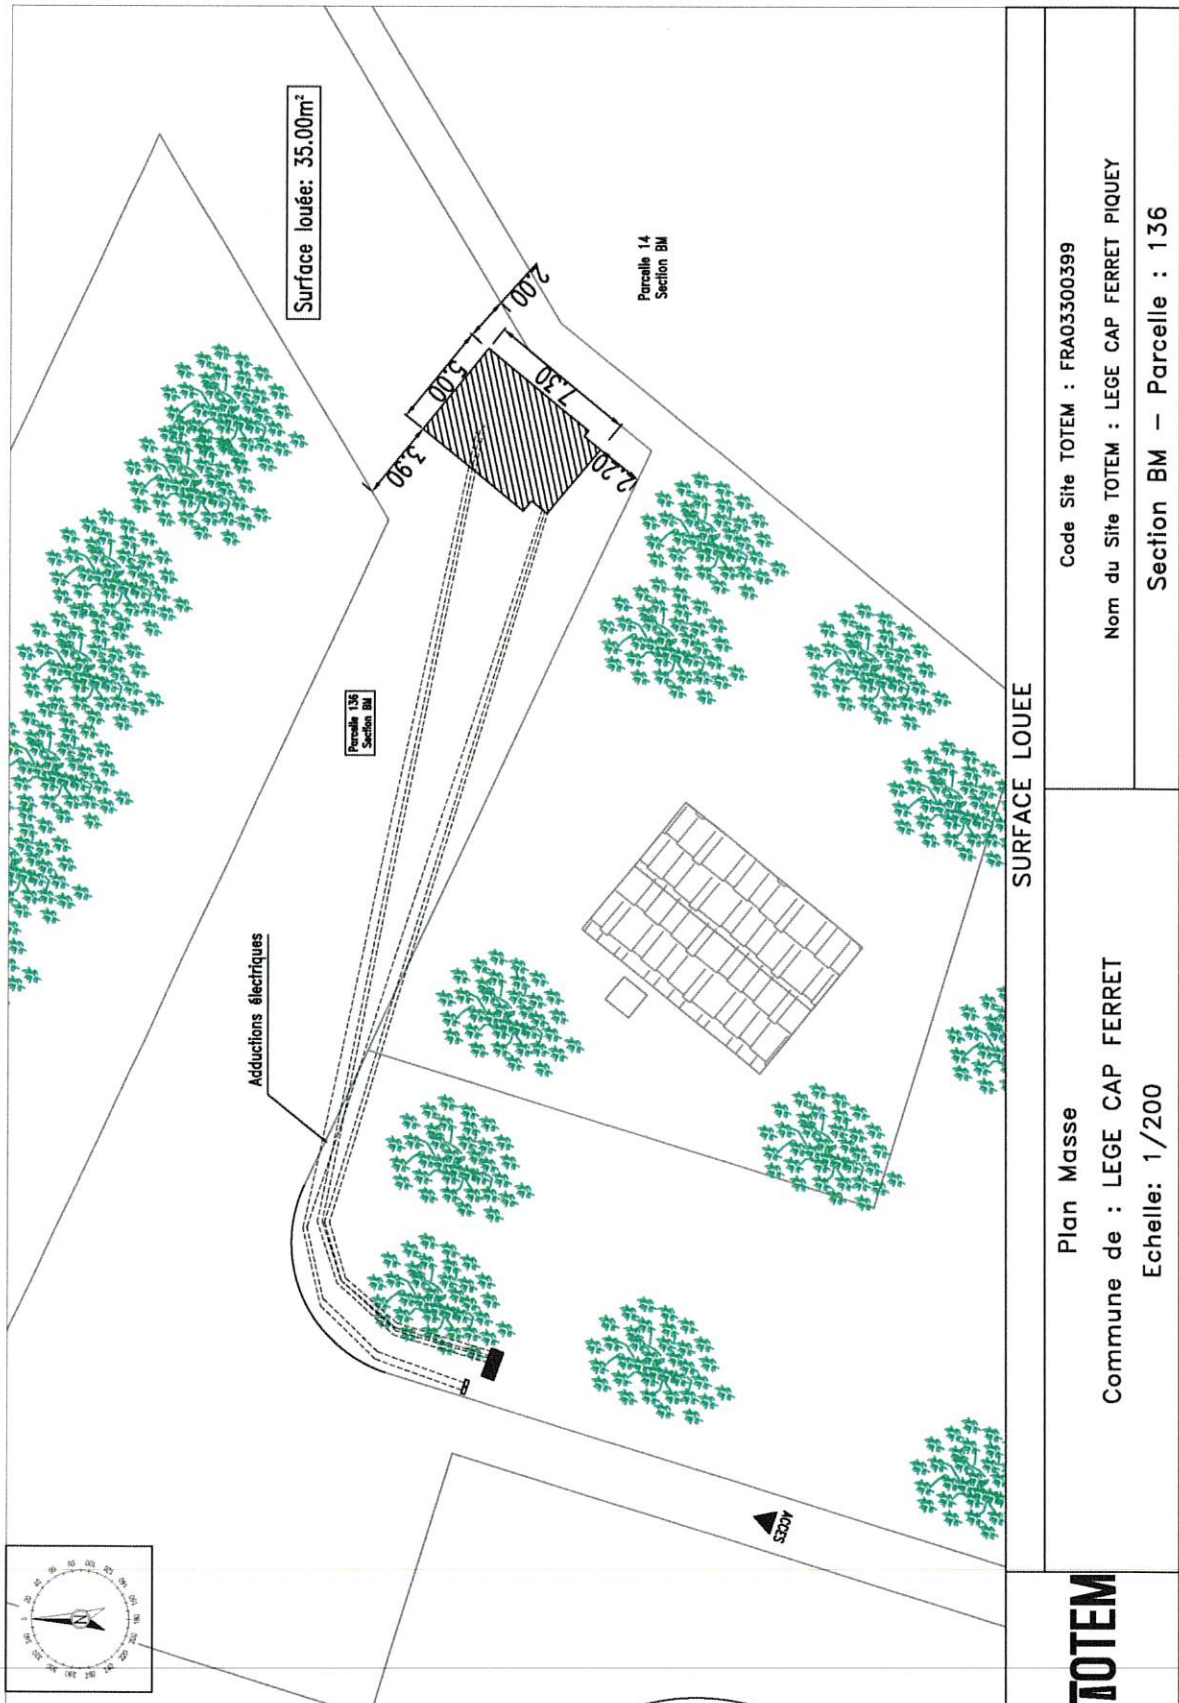 Surface louée: 35.00m²
2.00
5.00
3.90
7.30
2.20
Parcelle 14
Section BM
Parcelle 136
Section BM
Adductions électriques
ACCES
N
SURFACE LOUEE
TOTEM
Plan Masse
Commune de : LEGE CAP FERRET
Echelle: 1/200
Code Site TOTEM : FRA03300399
Nom du Site TOTEM : LEGE CAP FERRET PIQUEY
Section BM – Parcelle : 136